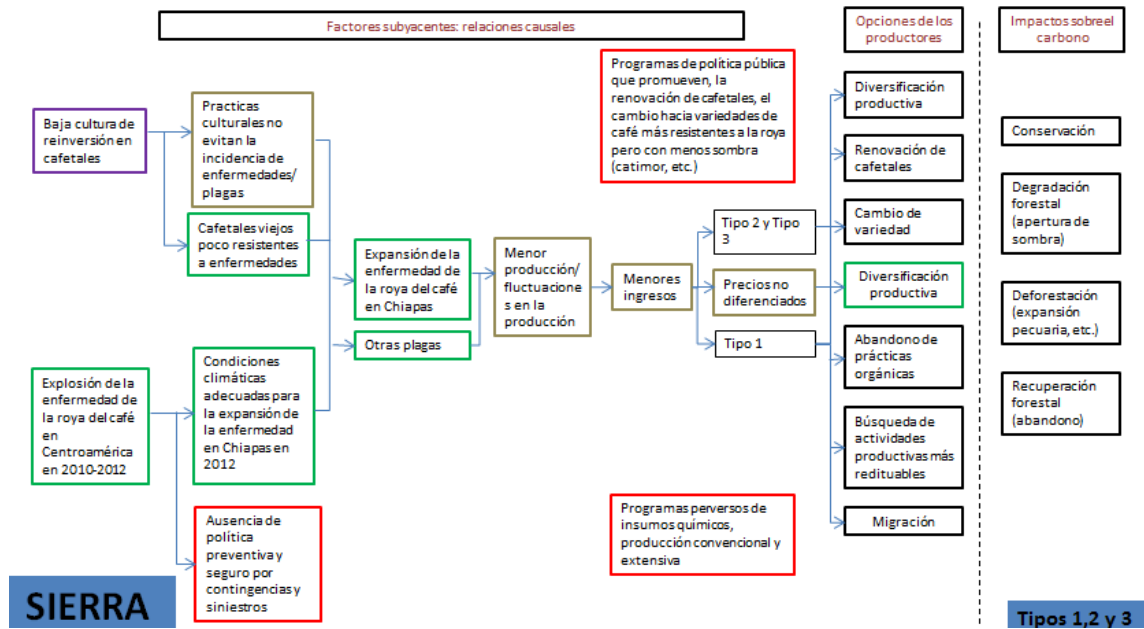 Factores subyacentes: relaciones causales
Opciones de los
productores
Impactos sobreel
carbono
Baja cultura de
reinversión en
cafetales
Practicas
culturales no
evitan la
incidencia de
enfermedades/
plagas
Cafetales viejos
poco resistentes
a enfermedades
Explosión de la
enfermedad de
la roya del café
en
Centroamérica
en 2010-2012
Condiciones
climáticas
adecuadas para
la expansión de
la enfermedad
en Chiapas en
2012
Ausencia de
política
preventiva y
seguro por
contingencias y
siniestros
Expansión de la
enfermedad de
la roya del café
en Chiapas
Otras plagas
Menor
producción/
fluctuacione
s en la
producción
Menores
ingresos
Programas de política pública
que promueven, la
renovación de cafetales, el
cambio hacia variedades de
café más resistentes a la roya
pero con menos sombra
(catimor, etc.)
Tipo 2 y Tipo
3
Precios no
diferenciados
Tipo 1
Programas perversos de
insumos químicos,
producción convencional y
extensiva
Diversificación
productiva
Renovación de
cafetales
Cambio de
variedad
Diversificación
productiva
Abandono de
prácticas
orgánicas
Búsqueda de
actividades
productivas más
redituables
Migración
Conservación
Degradación
forestal
(apertura de
sombra)
Deforestación
(expansión
pecuaria, etc.)
Recuperación
forestal
(abandono)
SIERRA
Tipos 1,2 y 3